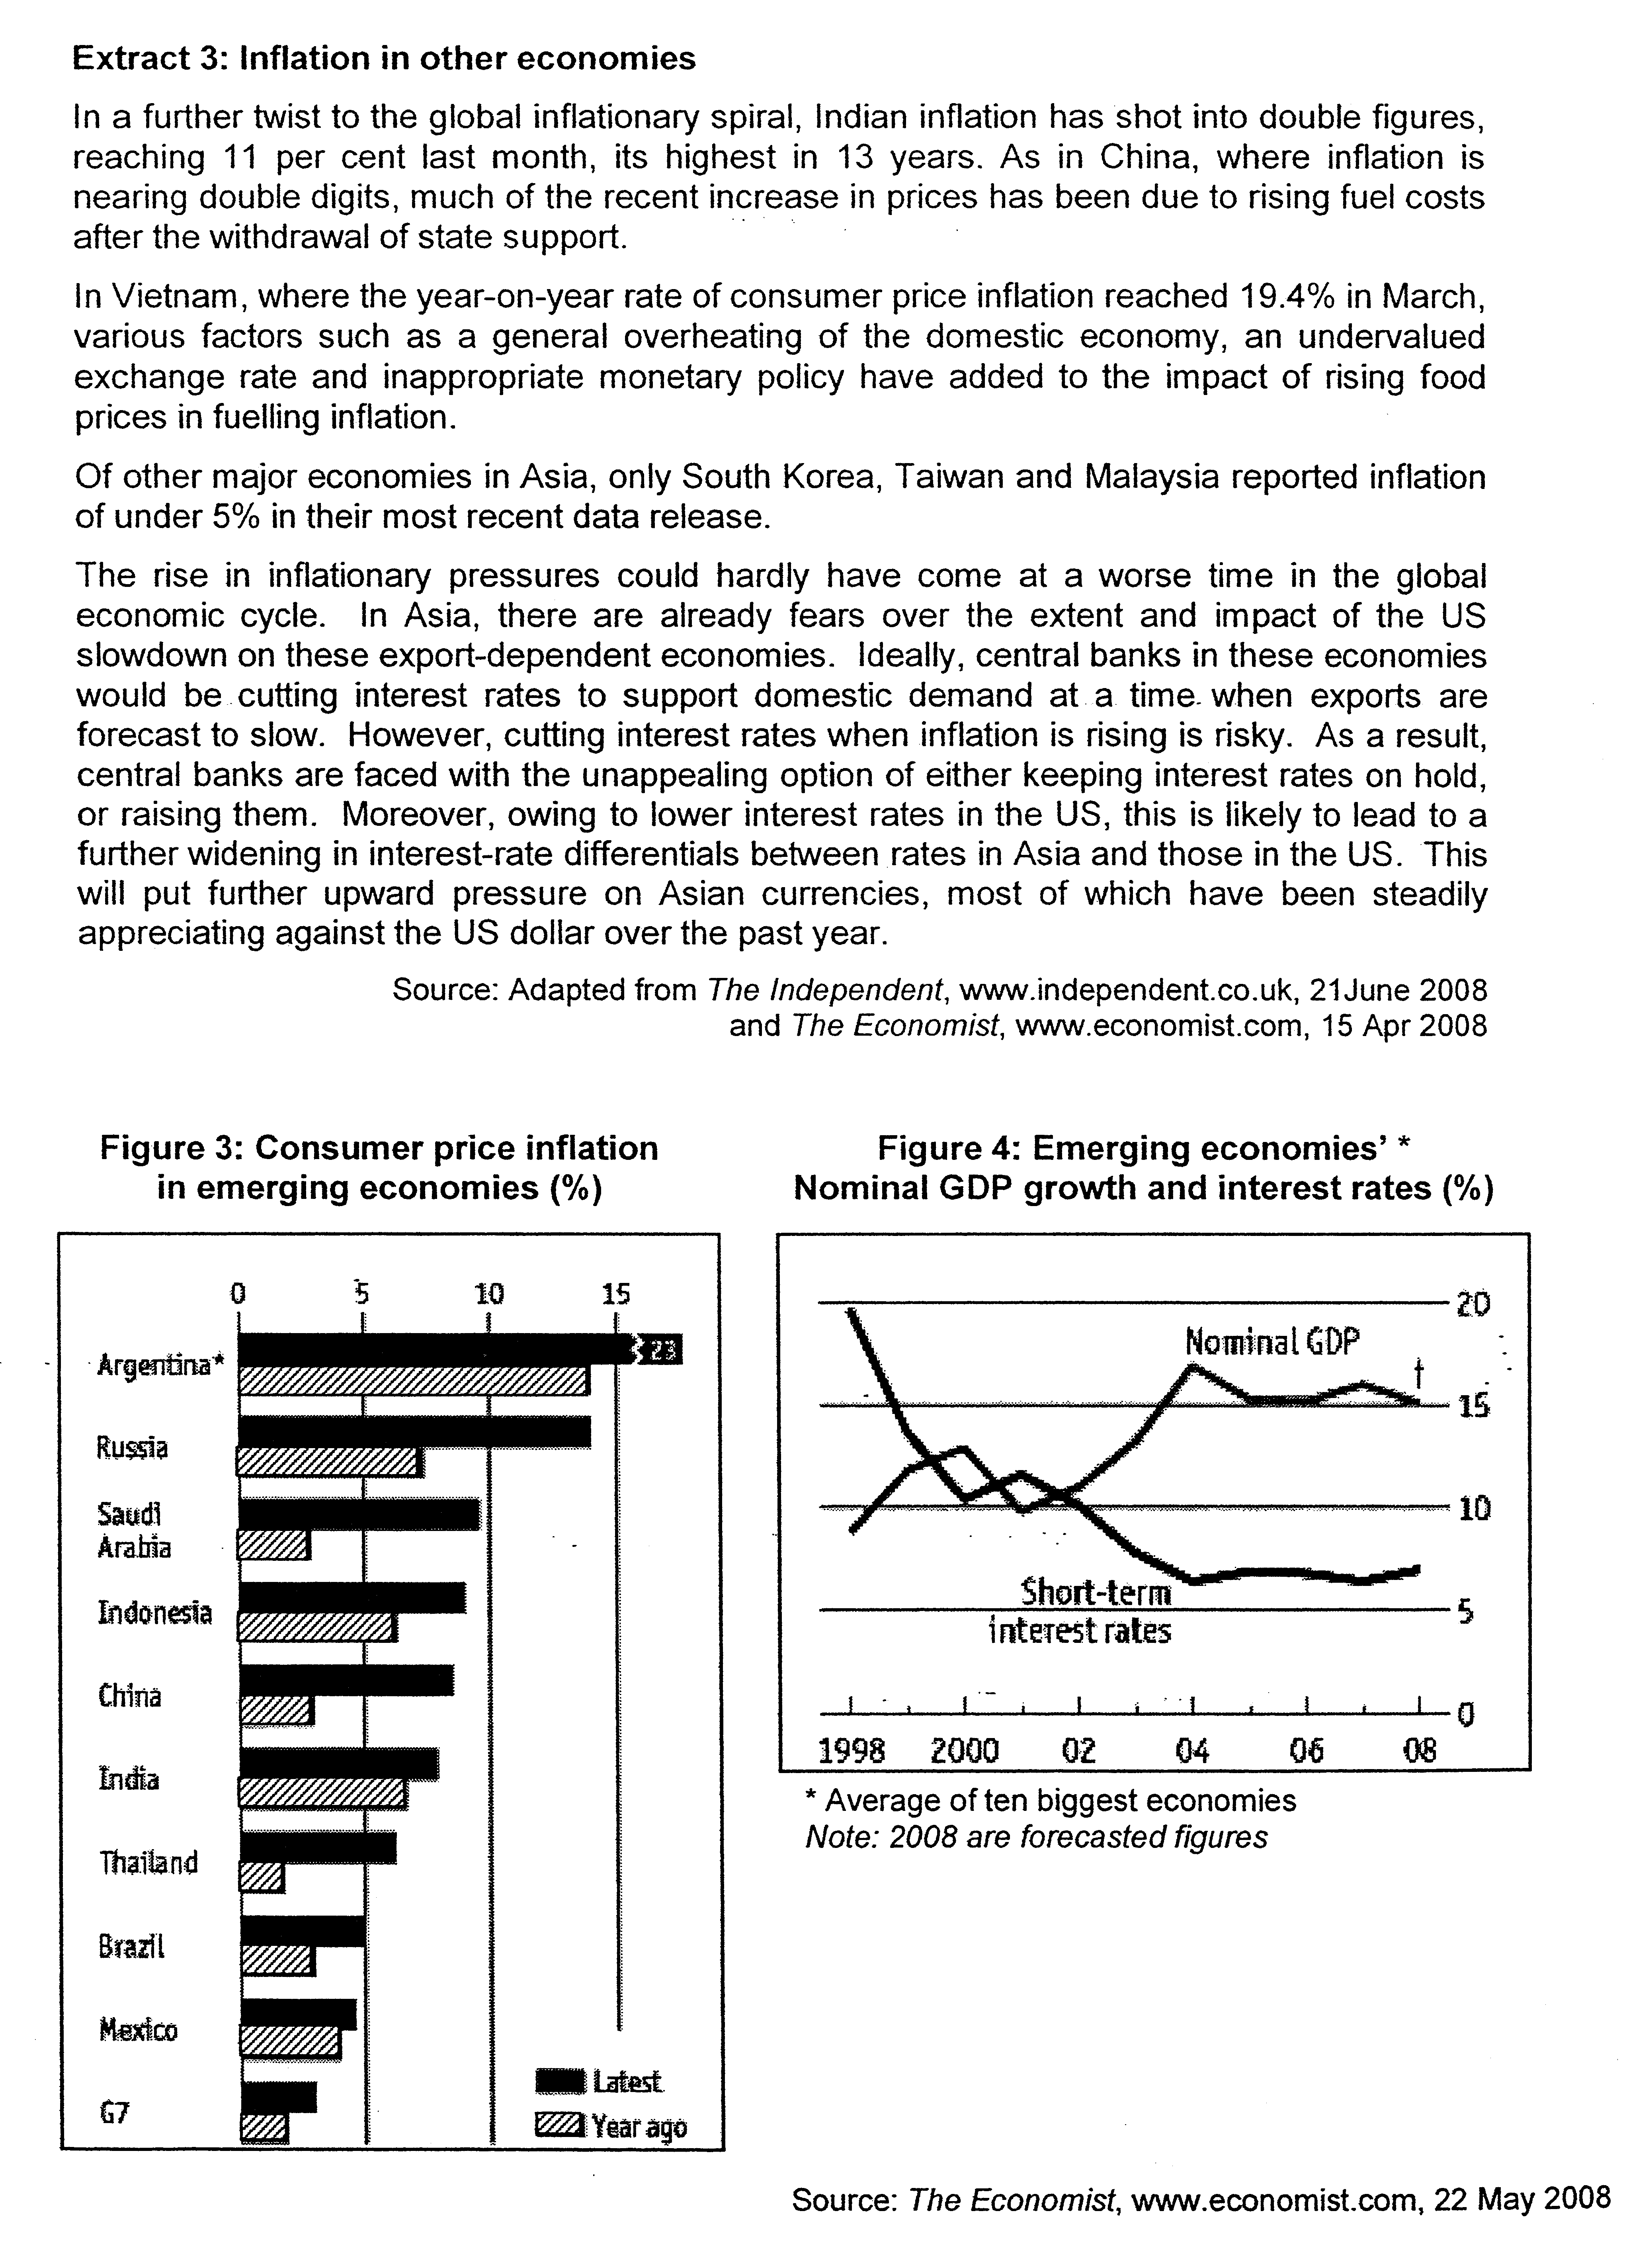 Extract 3: Inflation in other economies
In a further twist to the global inflationary spiral, Indian inflation has shot into double figures,
reaching 11 per cent last month, its highest in 13 years. As in China, where inflation is
nearing double digits, much of the recent increase in prices has been due to rising fuel costs
after the withdrawal of state support.
In Vietnam, where the year-on-year rate of consumer price inflation reached 19.4% in March,
various factors such as a general overheating of the domestic economy, an undervalued
exchange rate and inappropriate monetary policy have added to the impact of rising food
prices in fuelling inflation.
Of other major economies in Asia, only South Korea, Taiwan and Malaysia reported inflation
of under 5% in their most recent data release.
The rise in inflationary pressures could hardly have come at a worse time in the global
economic cycle. In Asia, there are already fears over the extent and impact of the US
slowdown on these export-dependent economies. Ideally, central banks in these economies
would be cutting interest rates to support domestic demand at a time when exports are
forecast to slow. However, cutting interest rates when inflation is rising is risky. As a result,
central banks are faced with the unappealing option of either keeping interest rates on hold,
or raising them. Moreover, owing to lower interest rates in the US, this is likely to lead to a
further widening in interest-rate differentials between rates in Asia and those in the US. This
will put further upward pressure on Asian currencies, most of which have been steadily
appreciating against the US dollar over the past year.
Source: Adapted from The Independent, www.independent.co.uk, 21June 2008
and The Economist, www.economist.com, 15 Apr 2008
Figure 3: Consumer price inflation
in emerging economies (%)
0 5 10 15
Argentina* 23
Russia
Saudi
Arabia
Indonesia
China
India
Thailand
Brazil
Mexico
G7
Latest
Year ago
Figure 4: Emerging economies' *
Nominal GDP growth and interest rates (%)
20
Nominal GDP
†
15
10
Short-term
5
interest rates
0
1998 2000 02 04 06 08
* Average of ten biggest economies
Note: 2008 are forecasted figures
Source: The Economist, www.economist.com, 22 May 2008